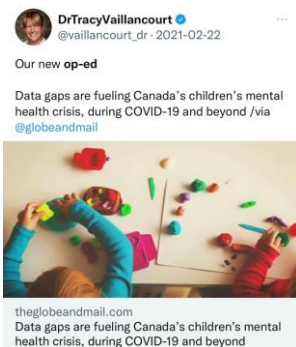 DrTracyVaillancourt
@vaillancourt_dr · 2021-02-22
Our new op-ed
Data gaps are fueling Canada's children's mental
health crisis, during COVID-19 and beyond /via
@globeandmail
theglobeandmail.com
Data gaps are fueling Canada's children's mental
health crisis, during COVID-19 and beyond